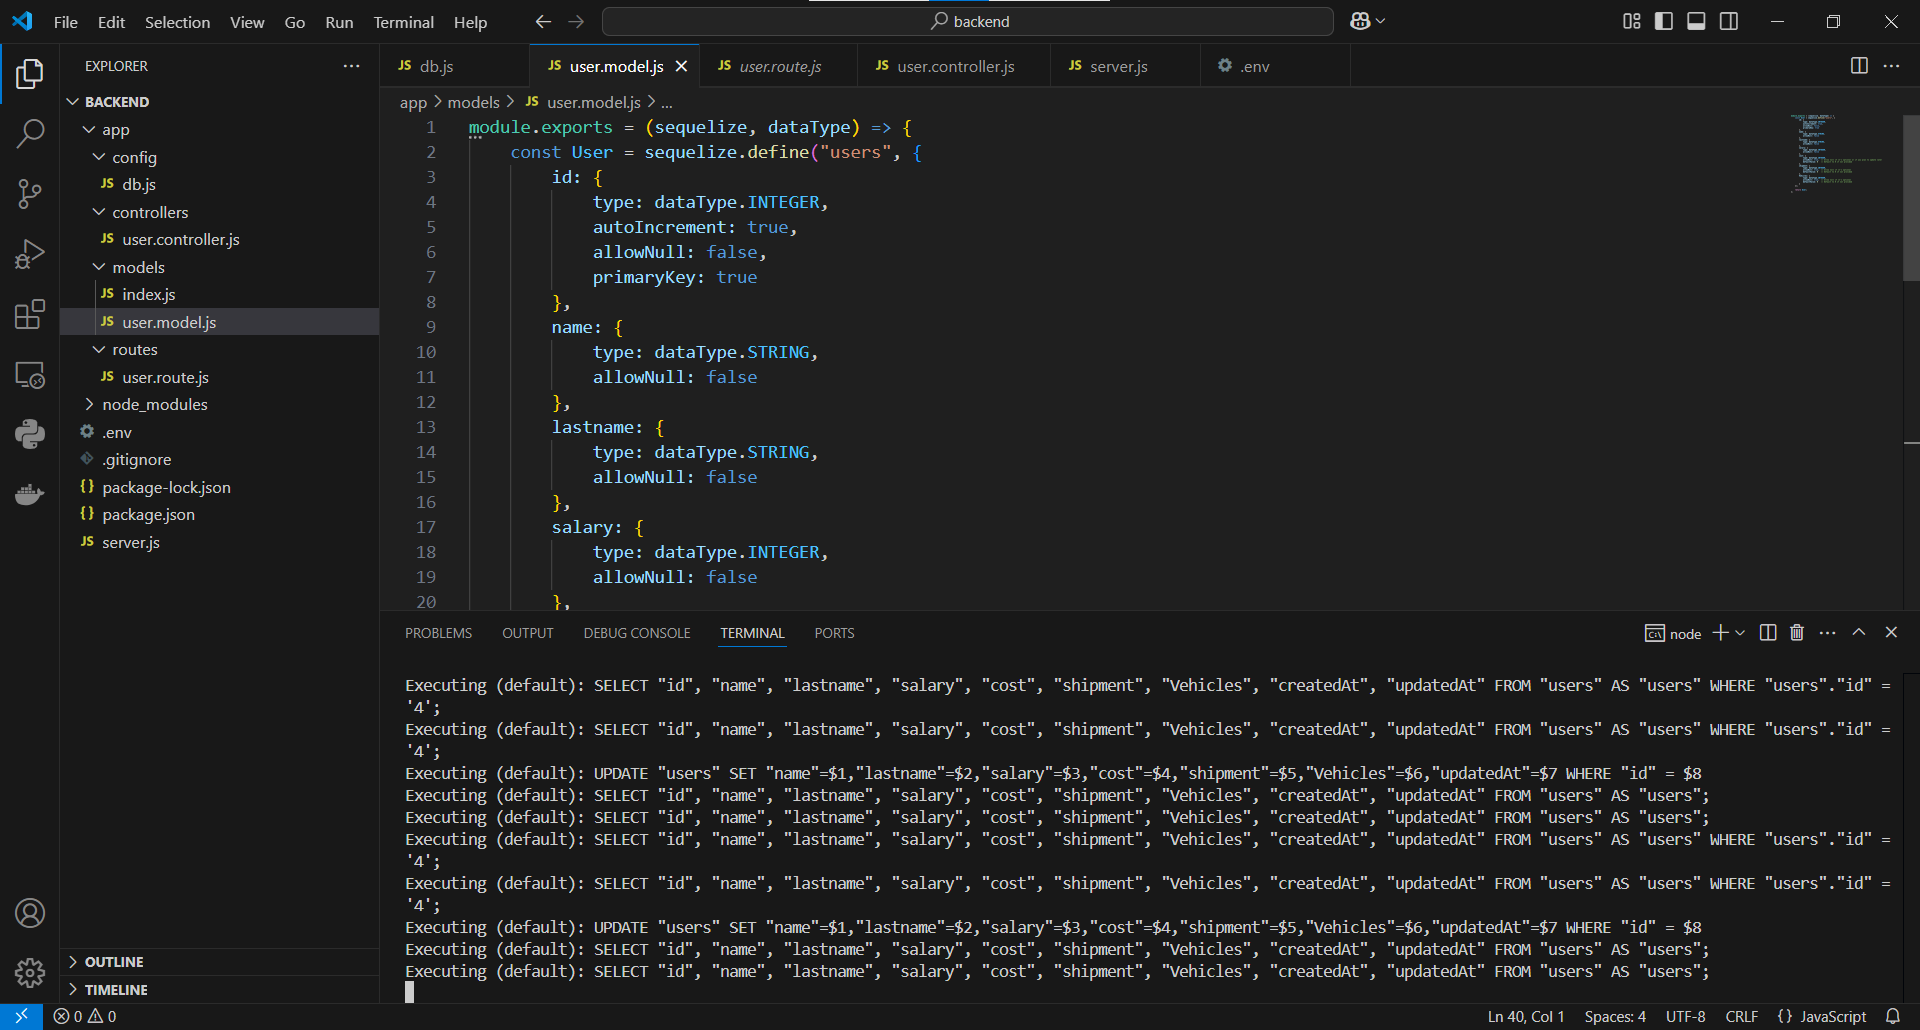 File Edit Selection View Go Run Terminal Help
backend
EXPLORER
BACKEND
app
config
JS db.js
controllers
JS user.controller.js
models
JS index.js
JS user.model.js
routes
JS user.route.js
node_modules
.env
.gitignore
{} package-lock.json
{} package.json
JS server.js
OUTLINE
TIMELINE
JS db.js JS user.model.js JS user.route.js JS user.controller.js JS server.js .env
app > models > JS user.model.js > ...
1 module.exports = (sequelize, dataType) => {
2 const User = sequelize.define("users", {
3 id: {
4 type: dataType.INTEGER,
5 autoIncrement: true,
6 allowNull: false,
7 primaryKey: true
8 },
9 name: {
10 type: dataType.STRING,
11 allowNull: false
12 },
13 lastname: {
14 type: dataType.STRING,
15 allowNull: false
16 },
17 salary: {
18 type: dataType.INTEGER,
19 allowNull: false
20 },
PROBLEMS OUTPUT DEBUG CONSOLE TERMINAL PORTS
node
Executing (default): SELECT "id", "name", "lastname", "salary", "cost", "shipment", "Vehicles", "createdAt", "updatedAt" FROM "users" AS "users" WHERE "users"."id" =
'4';
Executing (default): SELECT "id", "name", "lastname", "salary", "cost", "shipment", "Vehicles", "createdAt", "updatedAt" FROM "users" AS "users" WHERE "users"."id" =
'4';
Executing (default): UPDATE "users" SET "name"=$1,"lastname"=$2,"salary"=$3,"cost"=$4,"shipment"=$5,"Vehicles"=$6,"updatedAt"=$7 WHERE "id" = $8
Executing (default): SELECT "id", "name", "lastname", "salary", "cost", "shipment", "Vehicles", "createdAt", "updatedAt" FROM "users" AS "users";
Executing (default): SELECT "id", "name", "lastname", "salary", "cost", "shipment", "Vehicles", "createdAt", "updatedAt" FROM "users" AS "users";
Executing (default): SELECT "id", "name", "lastname", "salary", "cost", "shipment", "Vehicles", "createdAt", "updatedAt" FROM "users" AS "users" WHERE "users"."id" =
'4';
Executing (default): SELECT "id", "name", "lastname", "salary", "cost", "shipment", "Vehicles", "createdAt", "updatedAt" FROM "users" AS "users" WHERE "users"."id" =
'4';
Executing (default): UPDATE "users" SET "name"=$1,"lastname"=$2,"salary"=$3,"cost"=$4,"shipment"=$5,"Vehicles"=$6,"updatedAt"=$7 WHERE "id" = $8
Executing (default): SELECT "id", "name", "lastname", "salary", "cost", "shipment", "Vehicles", "createdAt", "updatedAt" FROM "users" AS "users";
Executing (default): SELECT "id", "name", "lastname", "salary", "cost", "shipment", "Vehicles", "createdAt", "updatedAt" FROM "users" AS "users";
0 0 Ln 40, Col 1 Spaces: 4 UTF-8 CRLF {} JavaScript